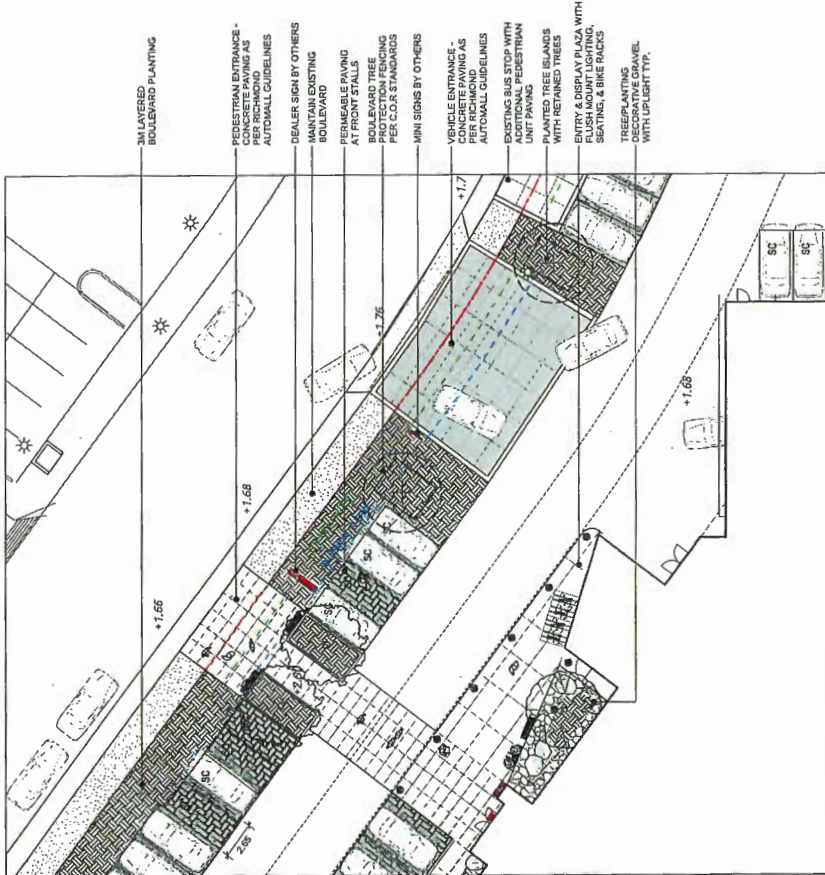 3M LAYERED
BOULEVARD PLANTING
PEDESTRIAN ENTRANCE -
CONCRETE PAVING AS
PER RICHMOND
AUTOMALL GUIDELINES
DEALER SIGN BY OTHERS
MAINTAIN EXISTING
BOULEVARD
PERMEABLE PAVING
AT FRONT STALLS
BOULEVARD TREE
PROTECTION FENCING
PER C.O.R STANDARDS
MINI SIGNS BY OTHERS
VEHICLE ENTRANCE -
CONCRETE PAVING AS
PER RICHMOND
AUTOMALL GUIDELINES
EXISTING BUS STOP WITH
ADDITIONAL PEDESTRIAN
UNIT PAVING
PLANTED TREE ISLANDS
WITH RETAINED TREES
ENTRY & DISPLAY PLAZA WITH
FLUSH MOUNT LIGHTING,
SEATING, & BIKE RACKS
TREE/PLANTING
DECORATIVE GRAVEL
WITH UPLIGHT TYP.
+1.66
+1.68
+1.76
+1.7
+1.68
2.65
SC
SC
SC
SC
SC